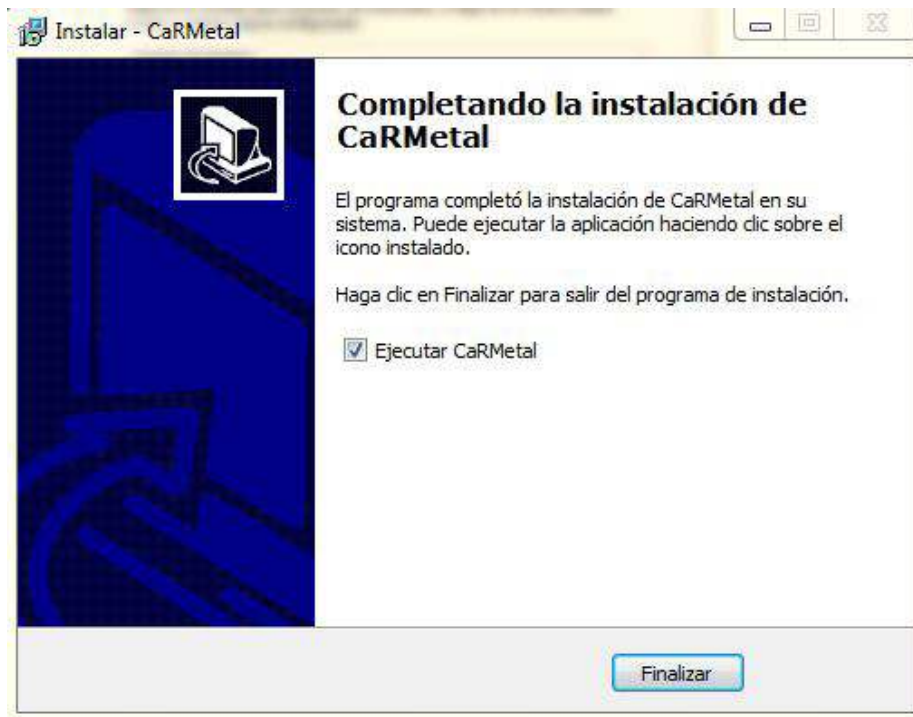 Instalar - CaRMetal
Completando la instalación de
CaRMetal
El programa completó la instalación de CaRMetal en su
sistema. Puede ejecutar la aplicación haciendo clic sobre el
icono instalado.
Haga clic en Finalizar para salir del programa de instalación.
Ejecutar CaRMetal
Finalizar